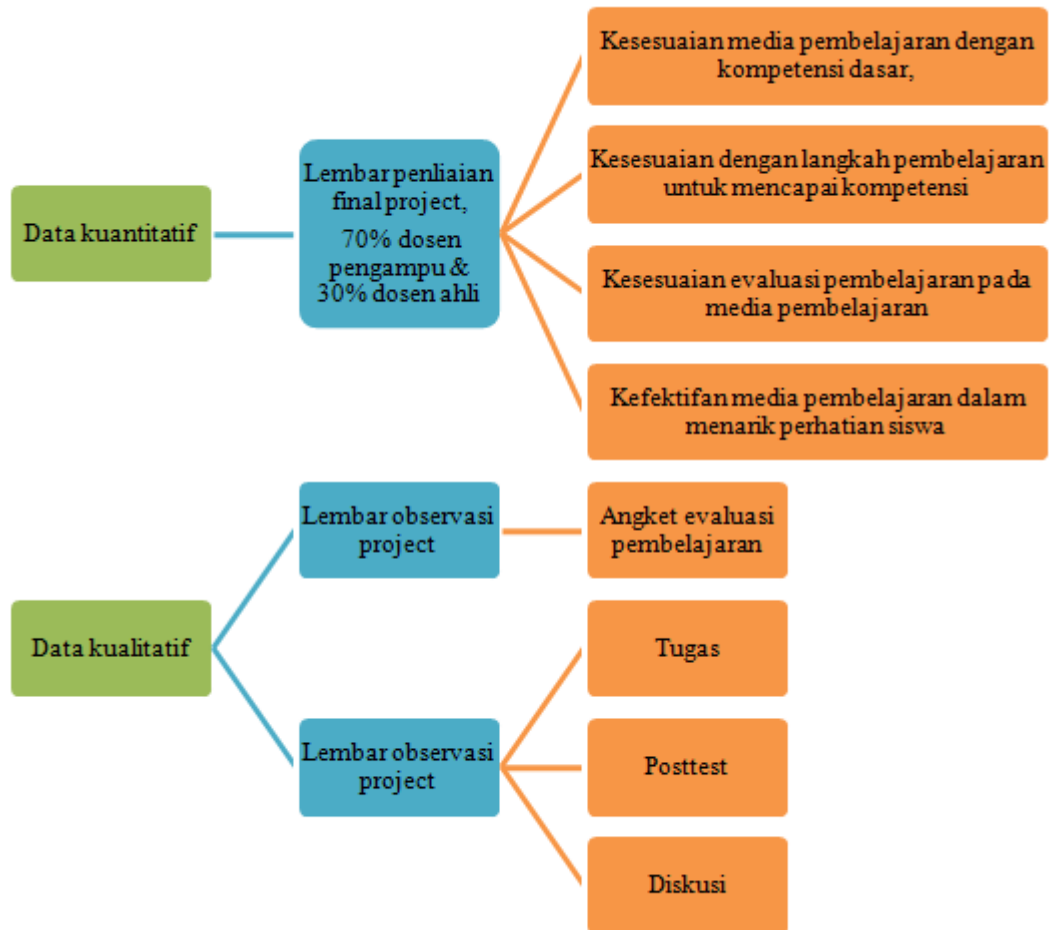 Data kuantitatif
Lembar penliaian
final project,
70% dosen
pengampu &
30% dosen ahli
Kesesuaian media pembelajaran dengan
kompetensi dasar,
Kesesuaian dengan langkah pembelajaran
untuk mencapai kompetensi
Kesesuaian evaluasi pembelajaran pada
media pembelajaran
Kefektifan media pembelajaran dalam
menarik perhatian siswa
Data kualitatif
Lembar observasi
project
Angket evaluasi
pembelajaran
Lembar observasi
project
Tugas
Posttest
Diskusi